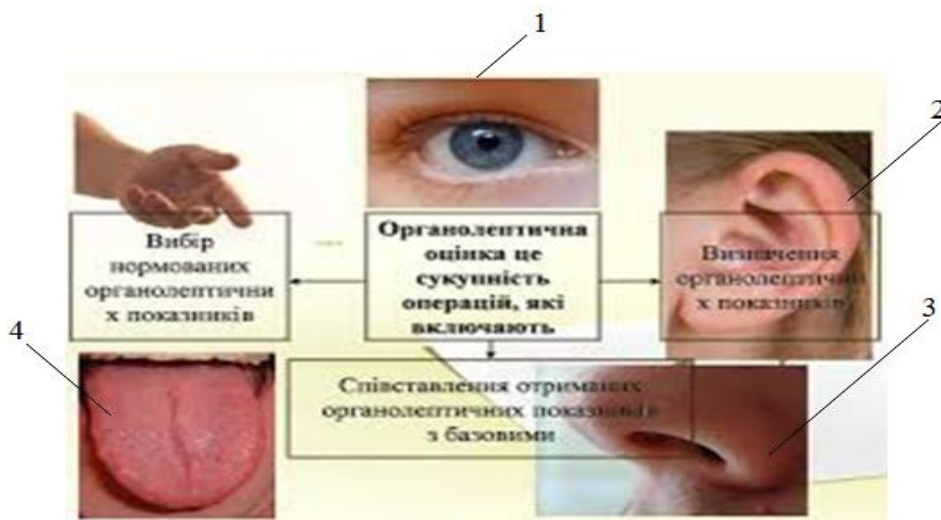 1
2
Органолептична
оцінка це
сукупність
операцій, які
включають
Вибір
нормованих
органолептични
х показників
Визначення
органолептични
х показників
3
4
Співставлення отриманих
органолептичних показників
з базовими